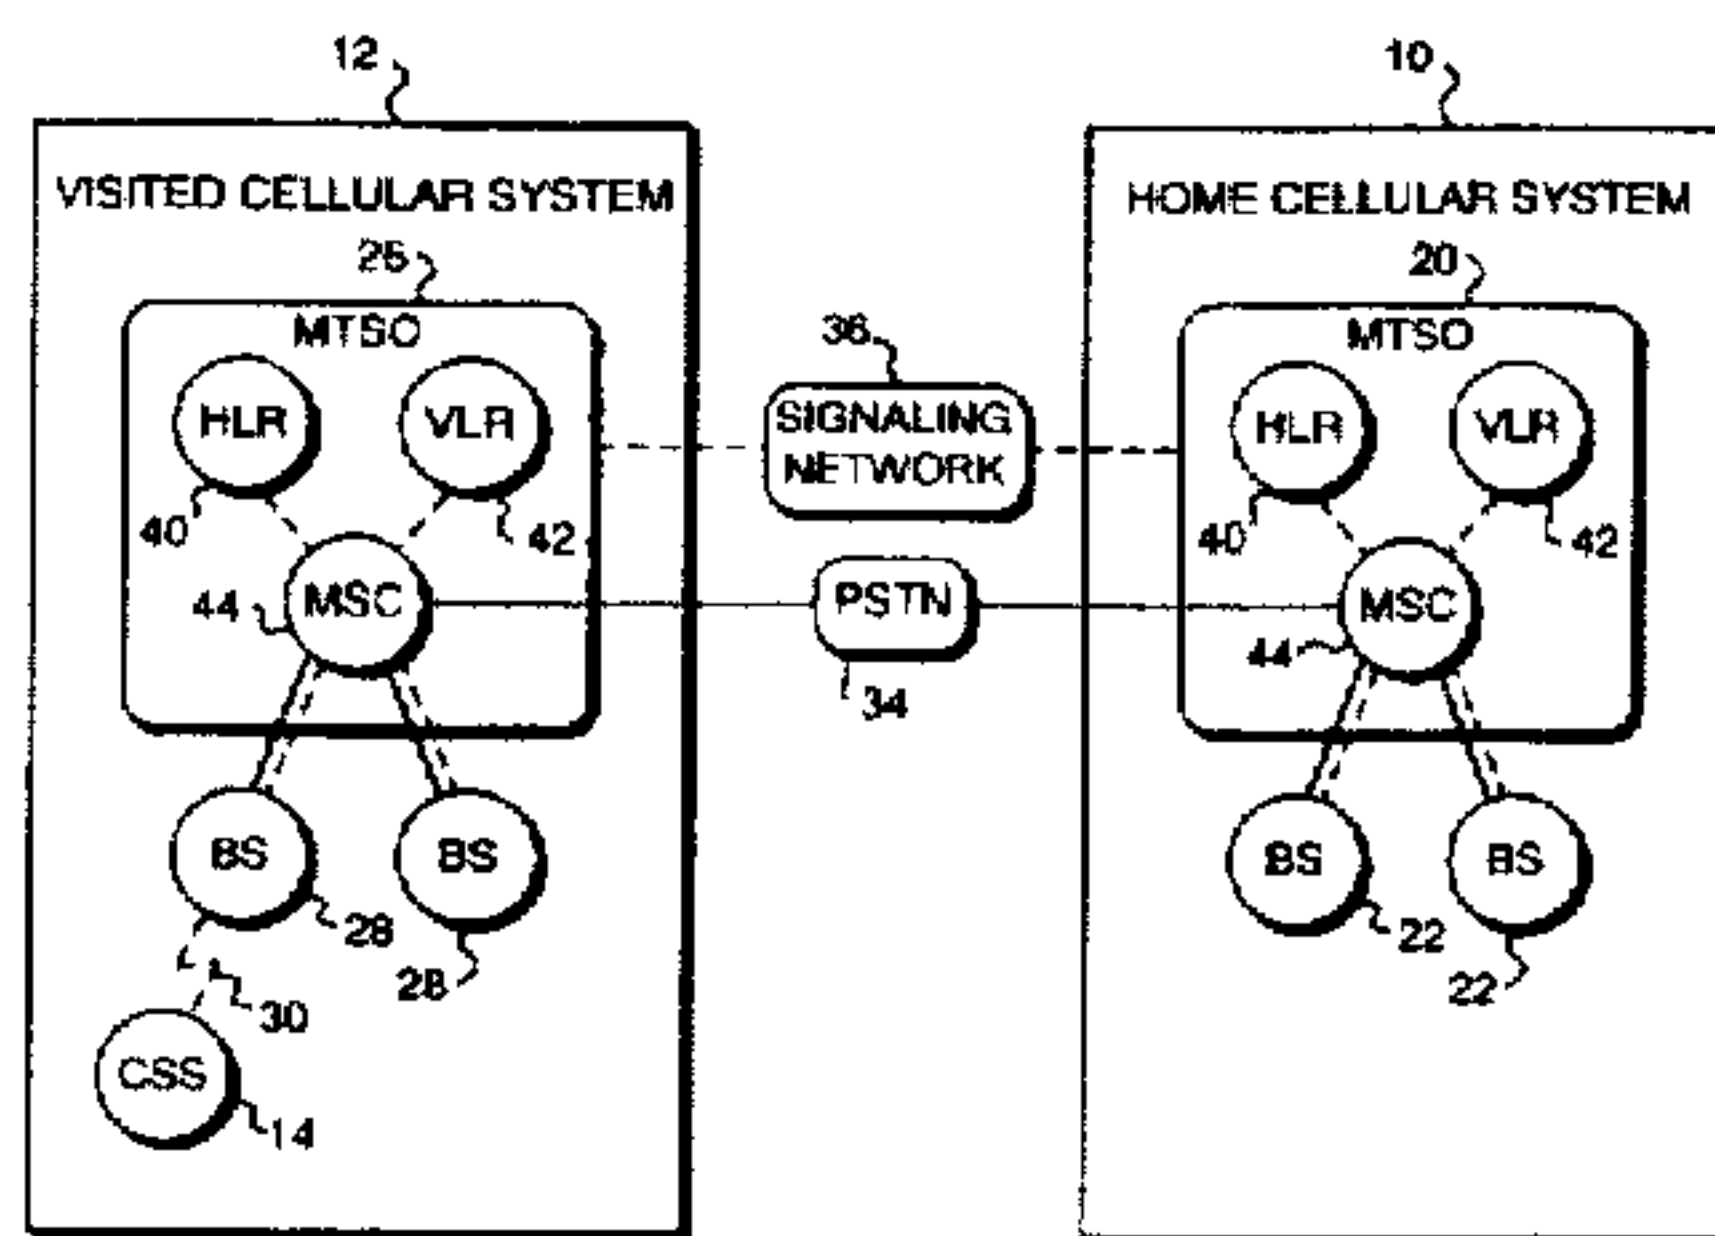 12
10
VISITED CELLULAR SYSTEM
HOME CELLULAR SYSTEM
26
20
MTSO
MTSO
36
HLR
VLR
SIGNALING
NETWORK
HLR
VLR
40
42
40
42
44
MSC
PSTN
MSC
44
34
BS
BS
BS
BS
28
28
22
22
30
CSS
14